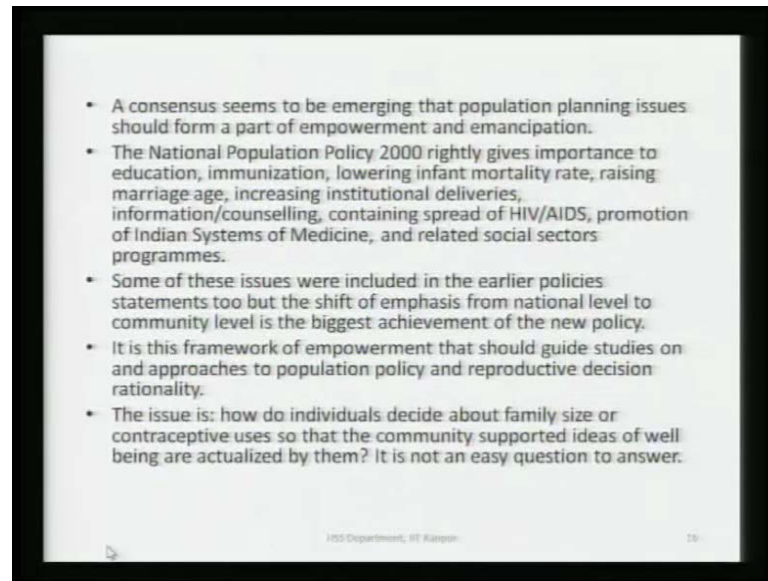 • A consensus seems to be emerging that population planning issues
should form a part of empowerment and emancipation.
• The National Population Policy 2000 rightly gives importance to
education, immunization, lowering infant mortality rate, raising
marriage age, increasing institutional deliveries,
information/counselling, containing spread of HIV/AIDS, promotion
of Indian Systems of Medicine, and related social sectors
programmes.
• Some of these issues were included in the earlier policies
statements too but the shift of emphasis from national level to
community level is the biggest achievement of the new policy.
• It is this framework of empowerment that should guide studies on
and approaches to population policy and reproductive decision
rationality.
• The issue is: how do individuals decide about family size or
contraceptive uses so that the community supported ideas of well
being are actualized by them? It is not an easy question to answer.
HSS Department, IIT Kanpur